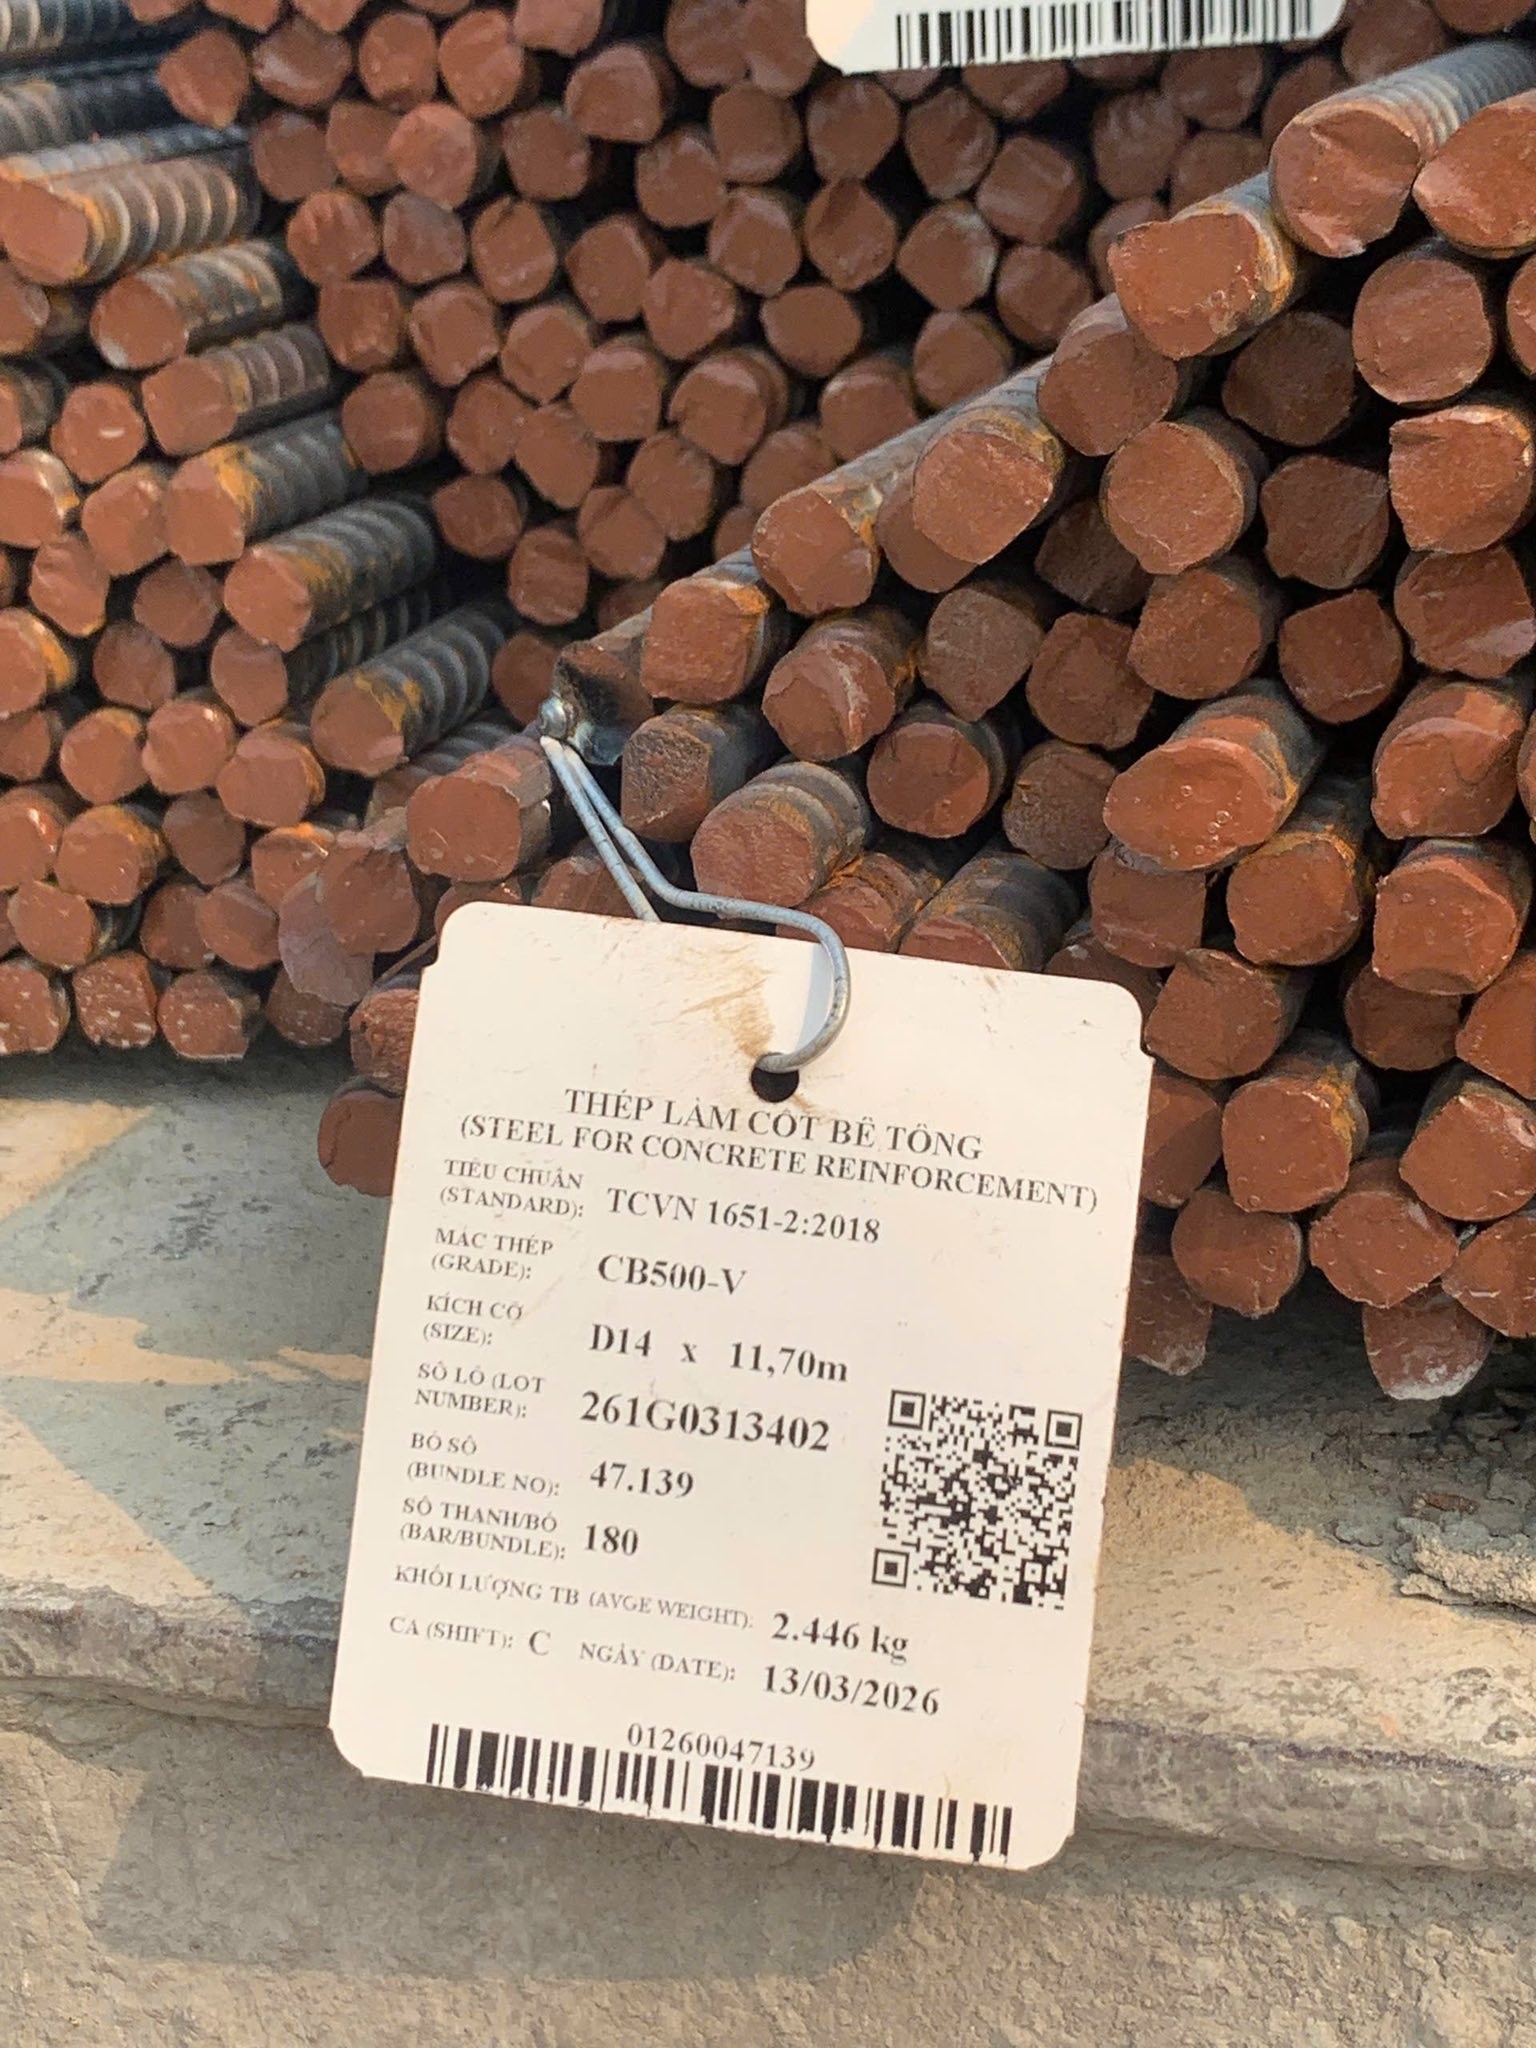 THÉP LÀM CỐT BÊ TÔNG
(STEEL FOR CONCRETE REINFORCEMENT)
TIÊU CHUẨN
(STANDARD): TCVN 1651-2:2018
MÁC THÉP
(GRADE): CB500-V
KÍCH CỠ
(SIZE): D14 x 11,70m
SỐ LÔ (LOT
NUMBER): 261G0313402
BÓ SỐ
(BUNDLE NO): 47.139
SỐ THANH/BÓ
(BAR/BUNDLE): 180
KHỐI LƯỢNG TB (AVGE WEIGHT): 2.446 kg
CA (SHIFT): C NGÀY (DATE): 13/03/2026
01260047139